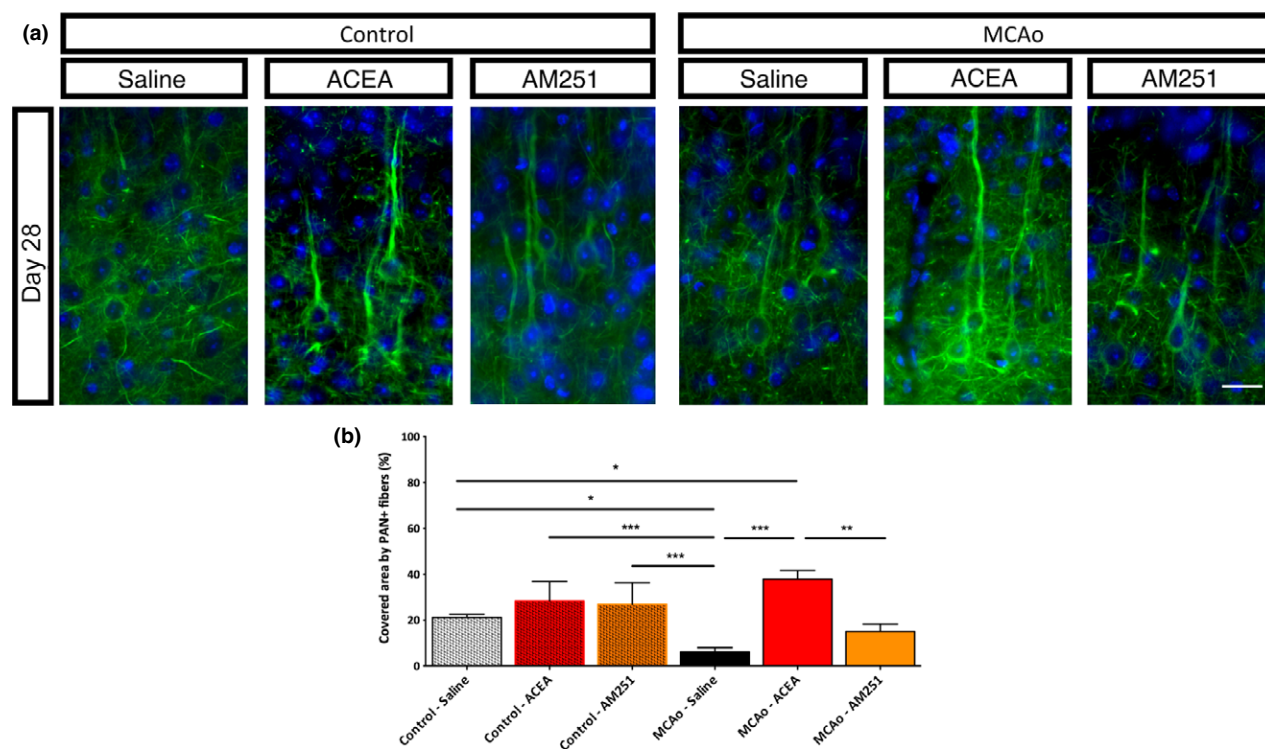 (a)
Control
MCAo
Saline
ACEA
AM251
Saline
ACEA
AM251
Day 28
(b)
Covered area by PAN+ fibers (%)
100
80
60
40
20
0
*
*
***
***
***
**
Control - Saline
Control - ACEA
Control - AM251
MCAo - Saline
MCAo - ACEA
MCAo - AM251